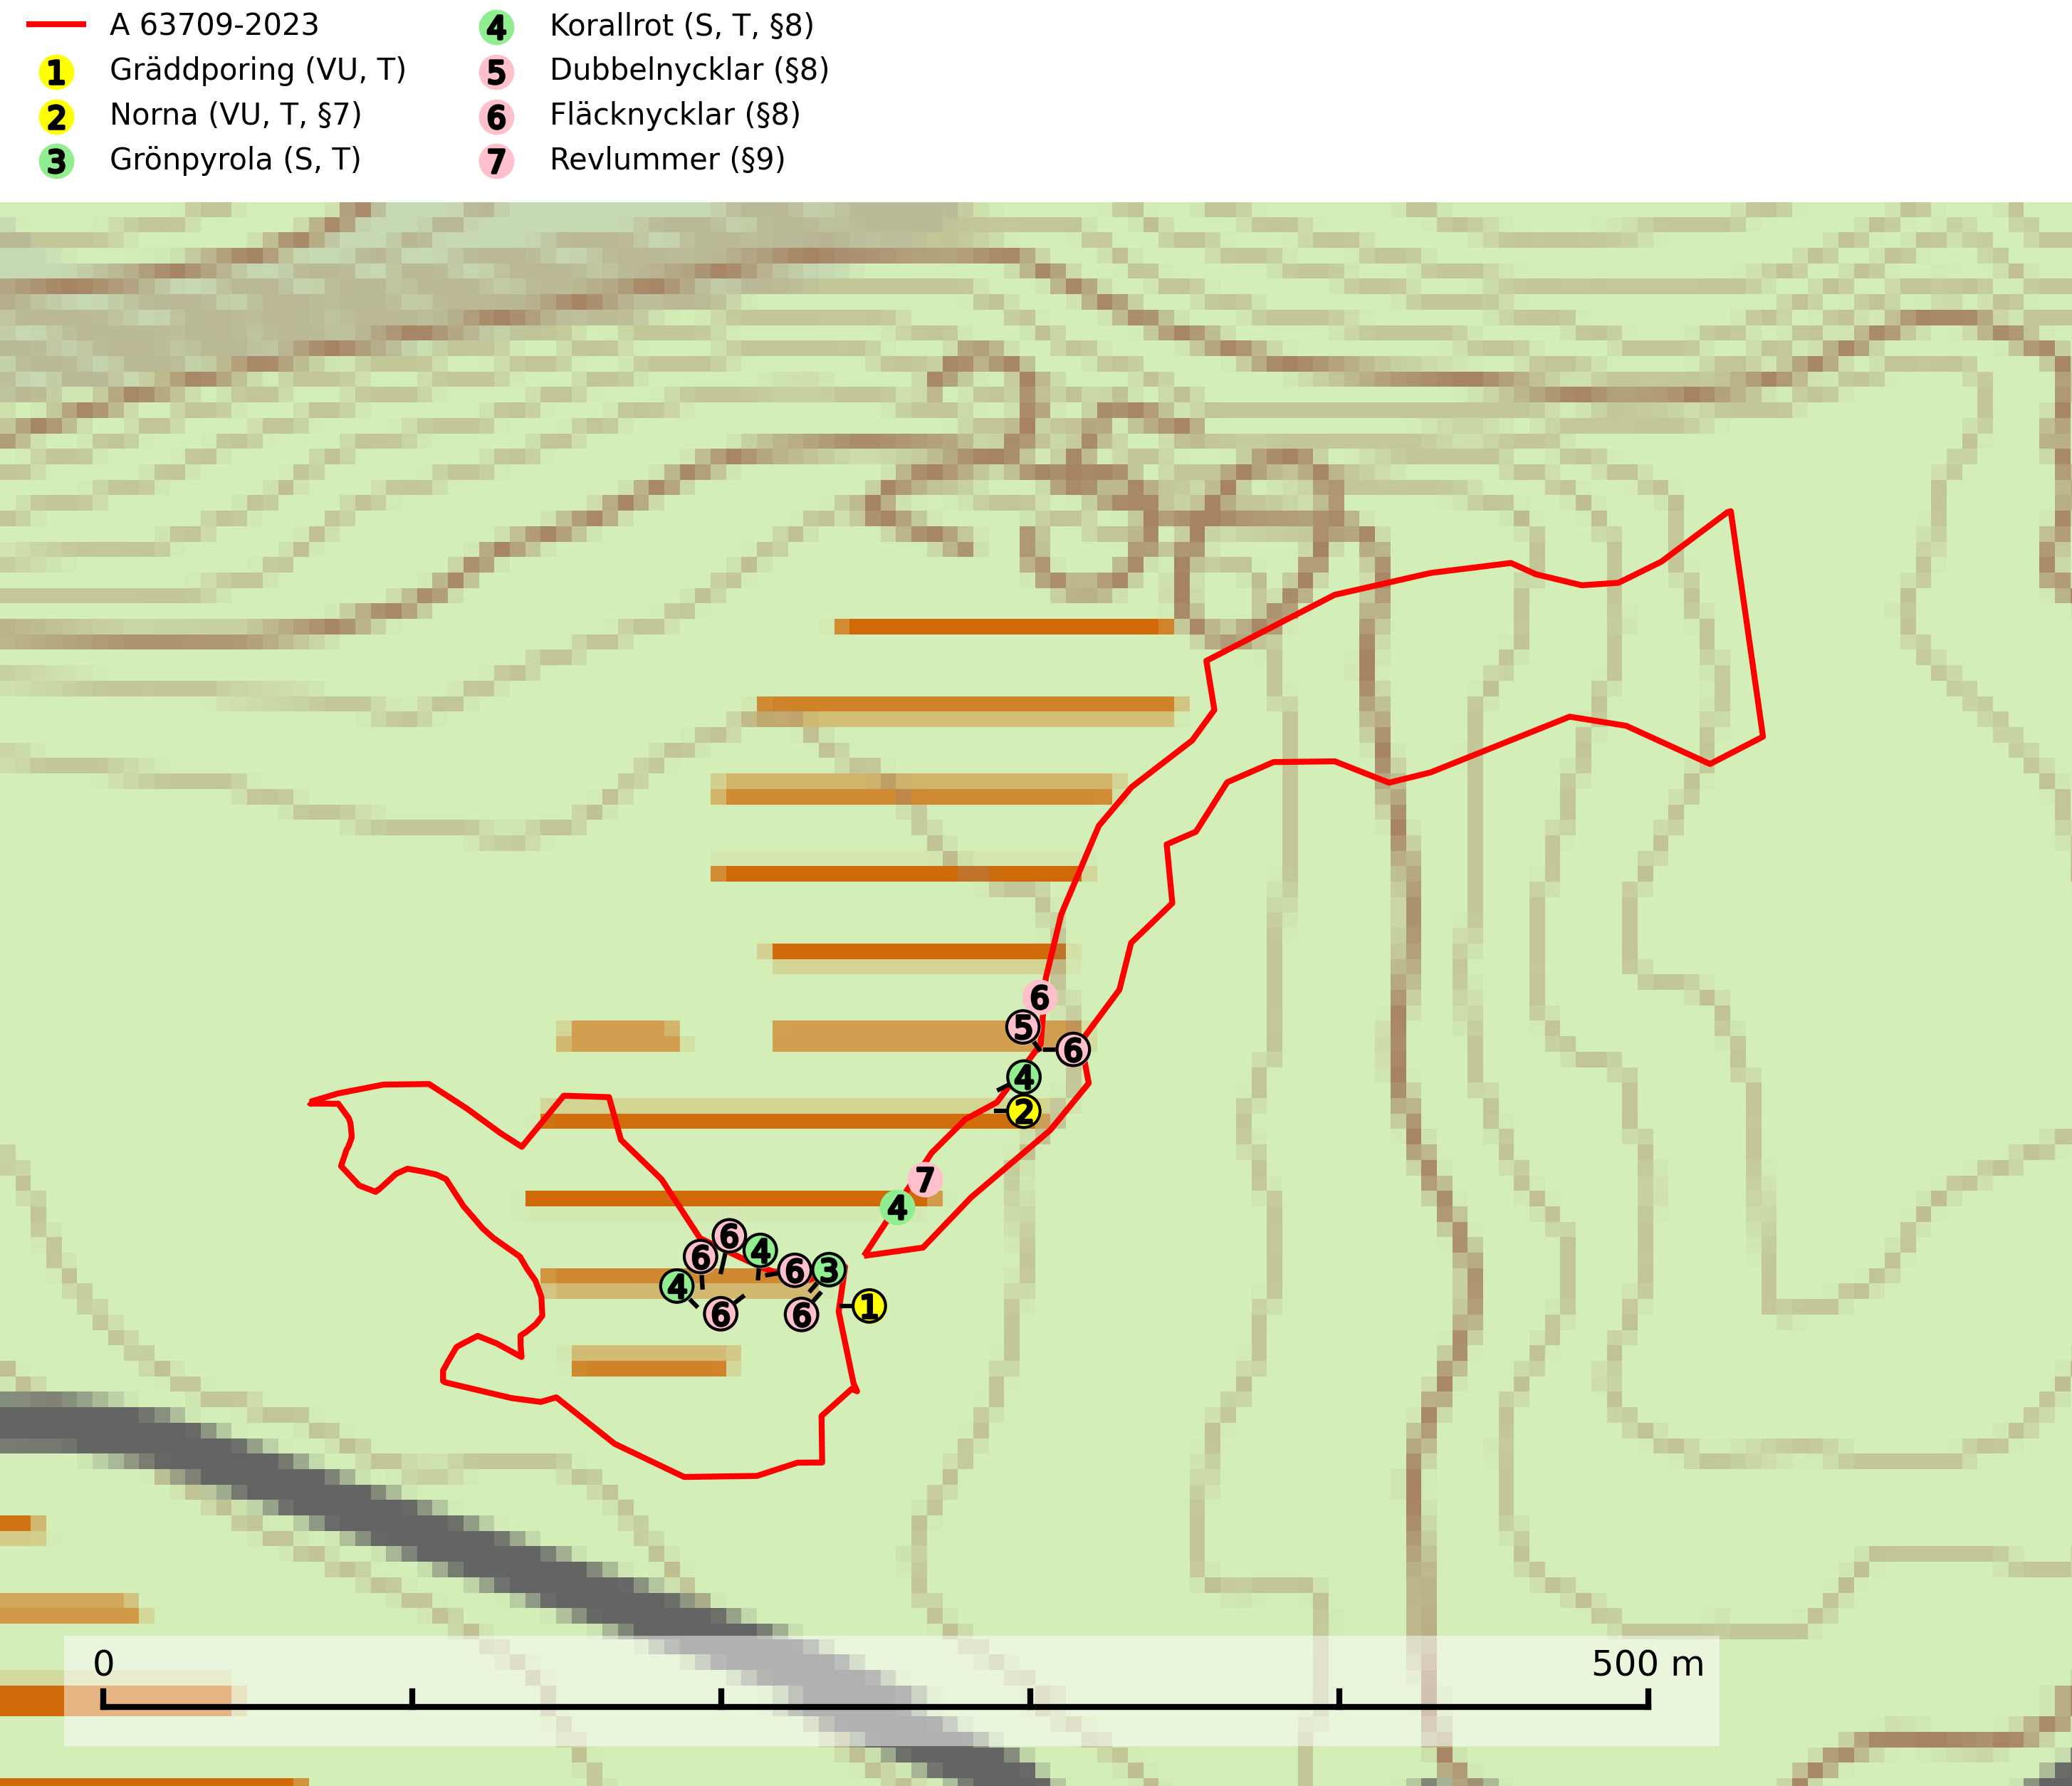 A 63709-2023
1 Gräddporing (VU, T)
2 Norna (VU, T, §7)
3 Grönpyrola (S, T)
4 Korallrot (S, T, §8)
5 Dubbelnycklar (§8)
6 Fläcknycklar (§8)
7 Revlummer (§9)
6
5
6
4
2
7
4
6
4
6
6
3
4
6
6
1
0
500 m